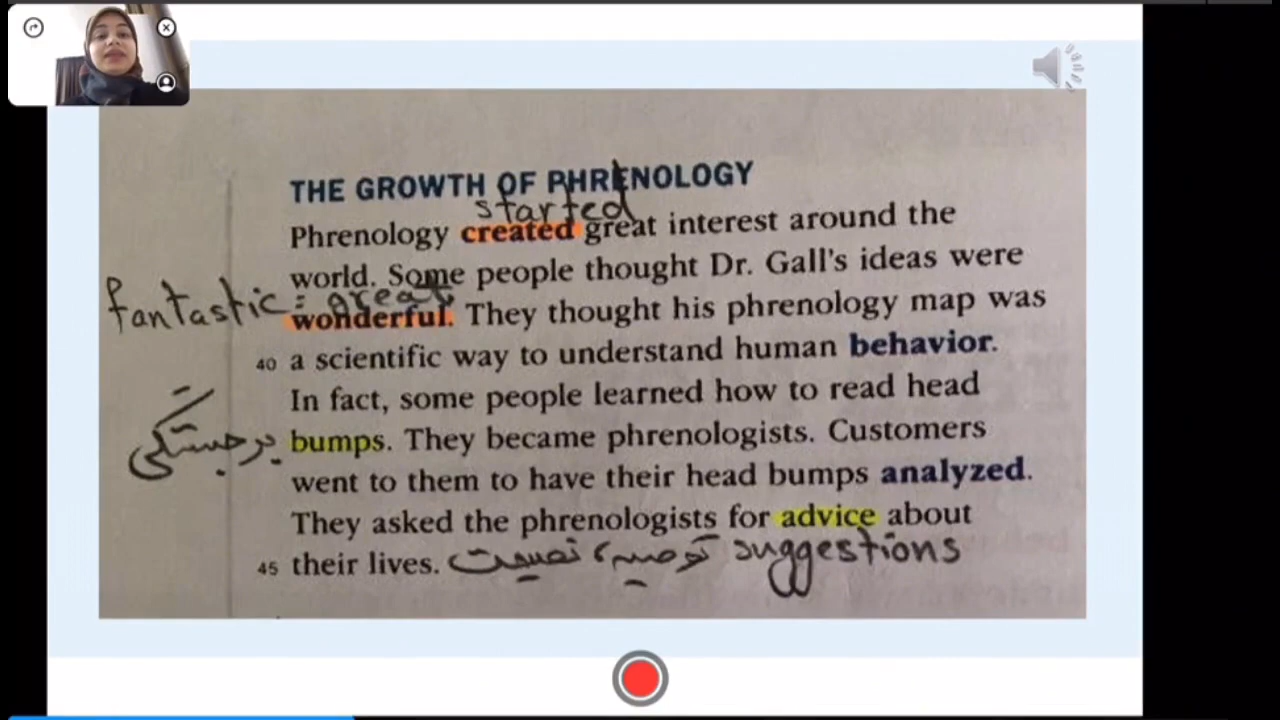 THE GROWTH OF PHRENOLOGY
started
Phrenology created great interest around the
world. Some people thought Dr. Gall's ideas were
fantastic = great
wonderful. They thought his phrenology map was
40 a scientific way to understand human behavior.
In fact, some people learned how to read head
برجستگی bumps. They became phrenologists. Customers
went to them to have their head bumps analyzed.
They asked the phrenologists for advice about
45 their lives. توصیه، نصیحت suggestions